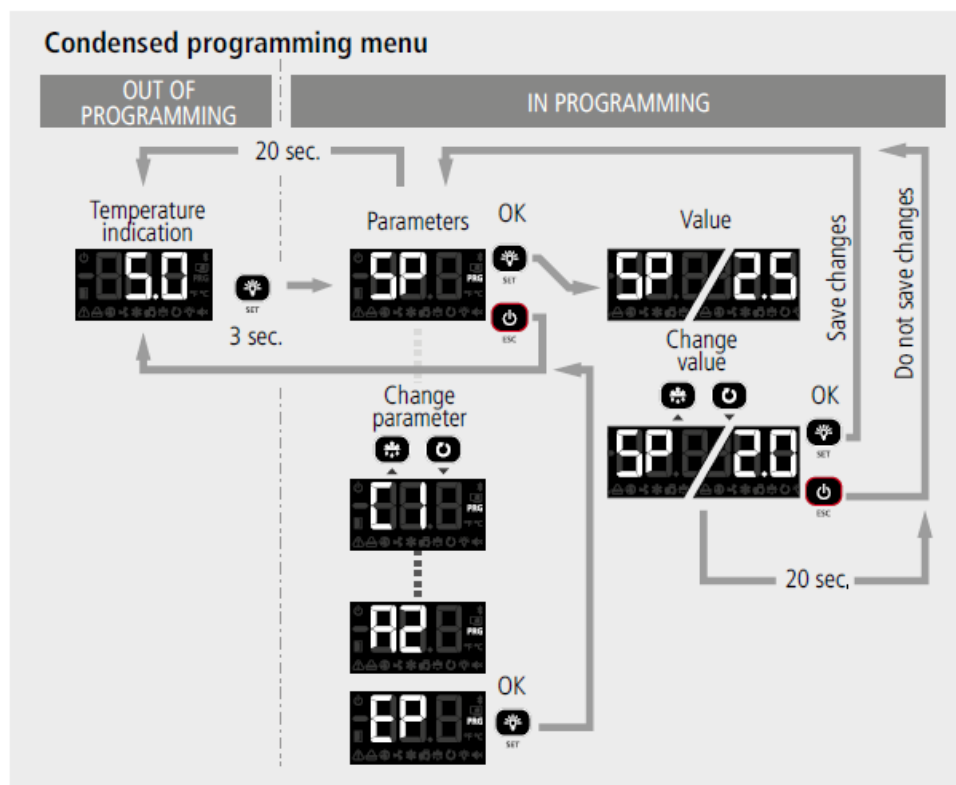 Condensed programming menu
OUT OF
PROGRAMMING
IN PROGRAMMING
20 sec.
Temperature
indication
5.0
SET
3 sec.
Parameters
SP
PRG
OK
SET
ESC
Value
SP 2.5
Change
value
OK
SP 2.0
SET
ESC
Save changes
Do not save changes
20 sec.
Change
parameter
C1
PRG
A2
PRG
EP
PRG
OK
SET